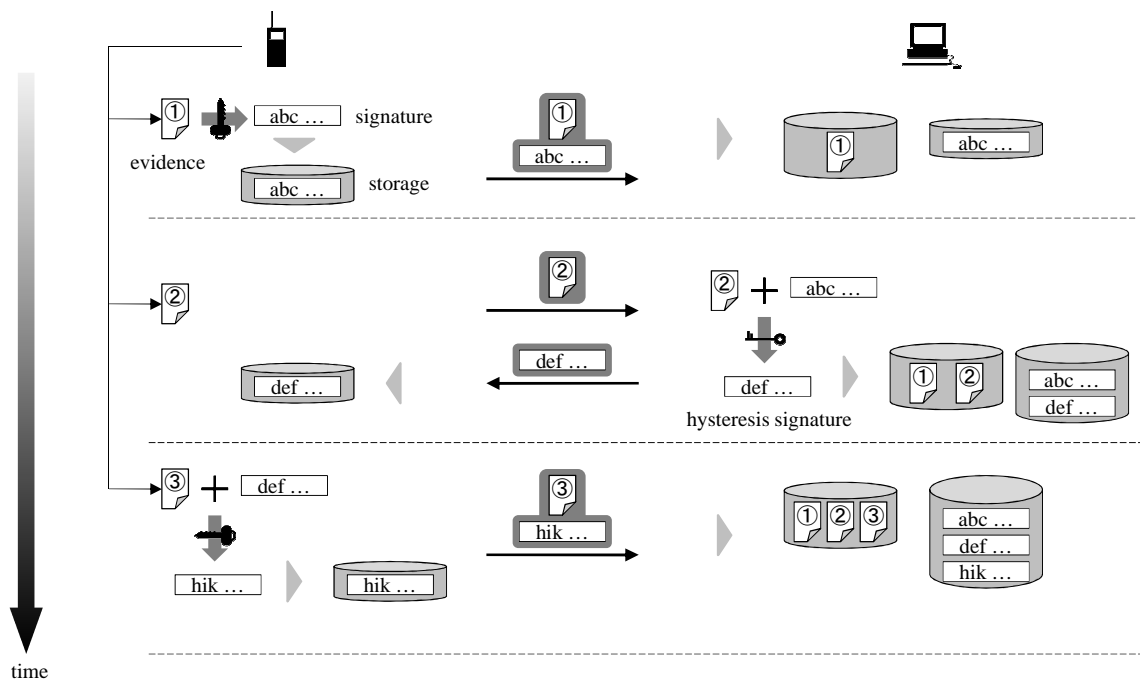 ①
abc …
signature
①
abc …
①
abc …
evidence
abc …
storage
②
②
②
abc …
def …
def …
def …
①
②
abc …
def …
hysteresis signature
③
def …
③
hik …
①
②
③
abc …
def …
hik …
hik …
hik …
time